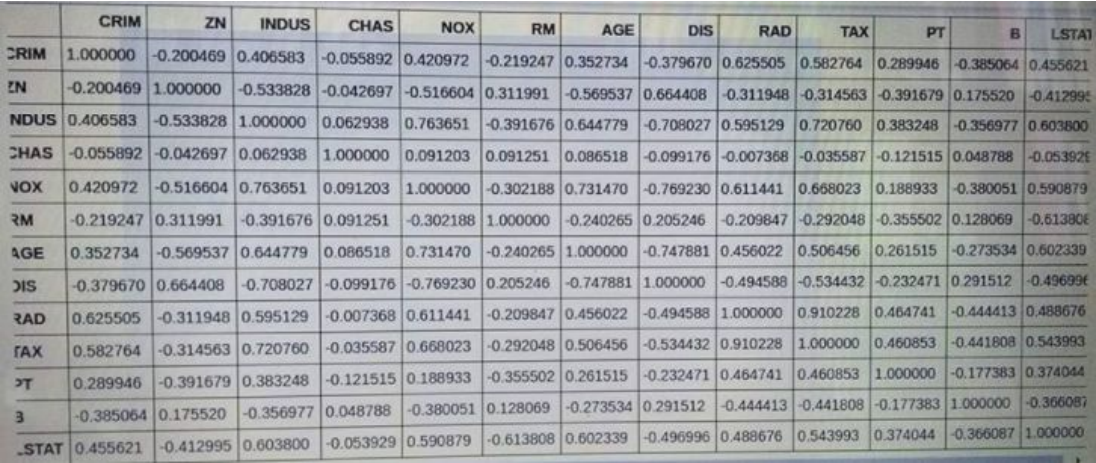 CRIM ZN INDUS CHAS NOX RM AGE DIS RAD TAX PT B LSTAT
CRIM 1.000000 -0.200469 0.406583 -0.055892 0.420972 -0.219247 0.352734 -0.379670 0.625505 0.582764 0.289946 -0.385064 0.455621
ZN -0.200469 1.000000 -0.533828 -0.042697 -0.516604 0.311991 -0.569537 0.664408 -0.311948 -0.314563 -0.391679 0.175520 -0.412995
NDUS 0.406583 -0.533828 1.000000 0.062938 0.763651 -0.391676 0.644779 -0.708027 0.595129 0.720760 0.383248 -0.356977 0.603800
CHAS -0.055892 -0.042697 0.062938 1.000000 0.091203 0.091251 0.086518 -0.099176 -0.007368 -0.035587 -0.121515 0.048788 -0.053929
NOX 0.420972 -0.516604 0.763651 0.091203 1.000000 -0.302188 0.731470 -0.769230 0.611441 0.668023 0.188933 -0.380051 0.590879
RM -0.219247 0.311991 -0.391676 0.091251 -0.302188 1.000000 -0.240265 0.205246 -0.209847 -0.292048 -0.355502 0.128069 -0.613808
AGE 0.352734 -0.569537 0.644779 0.086518 0.731470 -0.240265 1.000000 -0.747881 0.456022 0.506456 0.261515 -0.273534 0.602339
DIS -0.379670 0.664408 -0.708027 -0.099176 -0.769230 0.205246 -0.747881 1.000000 -0.494588 -0.534432 -0.232471 0.291512 -0.496996
RAD 0.625505 -0.311948 0.595129 -0.007368 0.611441 -0.209847 0.456022 -0.494588 1.000000 0.910228 0.464741 -0.444413 0.488676
TAX 0.582764 -0.314563 0.720760 -0.035587 0.668023 -0.292048 0.506456 -0.534432 0.910228 1.000000 0.460853 -0.441808 0.543993
PT 0.289946 -0.391679 0.383248 -0.121515 0.188933 -0.355502 0.261515 -0.232471 0.464741 0.460853 1.000000 -0.177383 0.374044
B -0.385064 0.175520 -0.356977 0.048788 -0.380051 0.128069 -0.273534 0.291512 -0.444413 -0.441808 -0.177383 1.000000 -0.366087
LSTAT 0.455621 -0.412995 0.603800 -0.053929 0.590879 -0.613808 0.602339 -0.496996 0.488676 0.543993 0.374044 -0.366087 1.000000